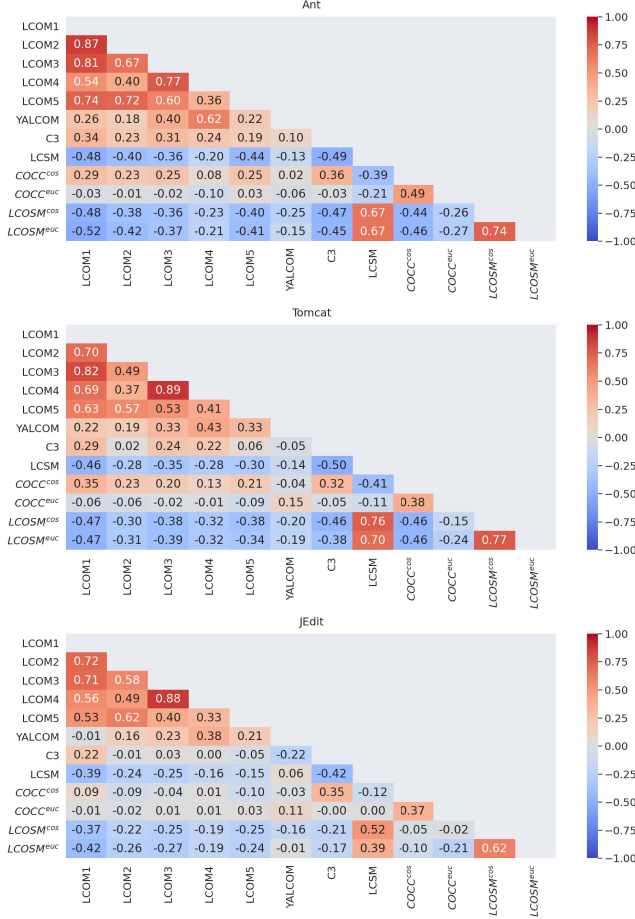 Ant
LCOM1
LCOM2 0.87
LCOM3 0.81 0.67
LCOM4 0.54 0.40 0.77
LCOM5 0.74 0.72 0.60 0.36
YALCOM 0.26 0.18 0.40 0.62 0.22
C3 0.34 0.23 0.31 0.24 0.19 0.10
LCSM -0.48 -0.40 -0.36 -0.20 -0.44 -0.13 -0.49
COCC^cos 0.29 0.23 0.25 0.08 0.25 0.02 0.36 -0.39
COCC^euc -0.03 -0.01 -0.02 -0.10 0.03 -0.06 -0.03 -0.21 0.49
LCOSM^cos -0.48 -0.38 -0.36 -0.23 -0.40 -0.25 -0.47 0.67 -0.44 -0.26
LCOSM^euc -0.52 -0.42 -0.37 -0.21 -0.41 -0.15 -0.45 0.67 -0.46 -0.27 0.74
LCOM1 LCOM2 LCOM3 LCOM4 LCOM5 YALCOM C3 LCSM COCC^cos COCC^euc LCOSM^cos LCOSM^euc
1.00
0.75
0.50
0.25
0.00
−0.25
−0.50
−0.75
−1.00
Tomcat
LCOM1
LCOM2 0.70
LCOM3 0.82 0.49
LCOM4 0.69 0.37 0.89
LCOM5 0.63 0.57 0.53 0.41
YALCOM 0.22 0.19 0.33 0.43 0.33
C3 0.29 0.02 0.24 0.22 0.06 -0.05
LCSM -0.46 -0.28 -0.35 -0.28 -0.30 -0.14 -0.50
COCC^cos 0.35 0.23 0.20 0.13 0.21 -0.04 0.32 -0.41
COCC^euc -0.06 -0.06 -0.02 -0.01 -0.09 0.15 -0.05 -0.11 0.38
LCOSM^cos -0.47 -0.30 -0.38 -0.32 -0.38 -0.20 -0.46 0.76 -0.46 -0.15
LCOSM^euc -0.47 -0.31 -0.39 -0.32 -0.34 -0.19 -0.38 0.70 -0.46 -0.24 0.77
LCOM1 LCOM2 LCOM3 LCOM4 LCOM5 YALCOM C3 LCSM COCC^cos COCC^euc LCOSM^cos LCOSM^euc
1.00
0.75
0.50
0.25
0.00
−0.25
−0.50
−0.75
−1.00
JEdit
LCOM1
LCOM2 0.72
LCOM3 0.71 0.58
LCOM4 0.56 0.49 0.88
LCOM5 0.53 0.62 0.40 0.33
YALCOM -0.01 0.16 0.23 0.38 0.21
C3 0.22 -0.01 0.03 0.00 -0.05 -0.22
LCSM -0.39 -0.24 -0.25 -0.16 -0.15 0.06 -0.42
COCC^cos 0.09 -0.09 -0.04 0.01 -0.10 -0.03 0.35 -0.12
COCC^euc -0.01 -0.02 0.01 0.01 0.03 0.11 -0.00 0.00 0.37
LCOSM^cos -0.37 -0.22 -0.25 -0.19 -0.25 -0.16 -0.21 0.52 -0.05 -0.02
LCOSM^euc -0.42 -0.26 -0.27 -0.19 -0.24 -0.01 -0.17 0.39 -0.10 -0.21 0.62
LCOM1 LCOM2 LCOM3 LCOM4 LCOM5 YALCOM C3 LCSM COCC^cos COCC^euc LCOSM^cos LCOSM^euc
1.00
0.75
0.50
0.25
0.00
−0.25
−0.50
−0.75
−1.00